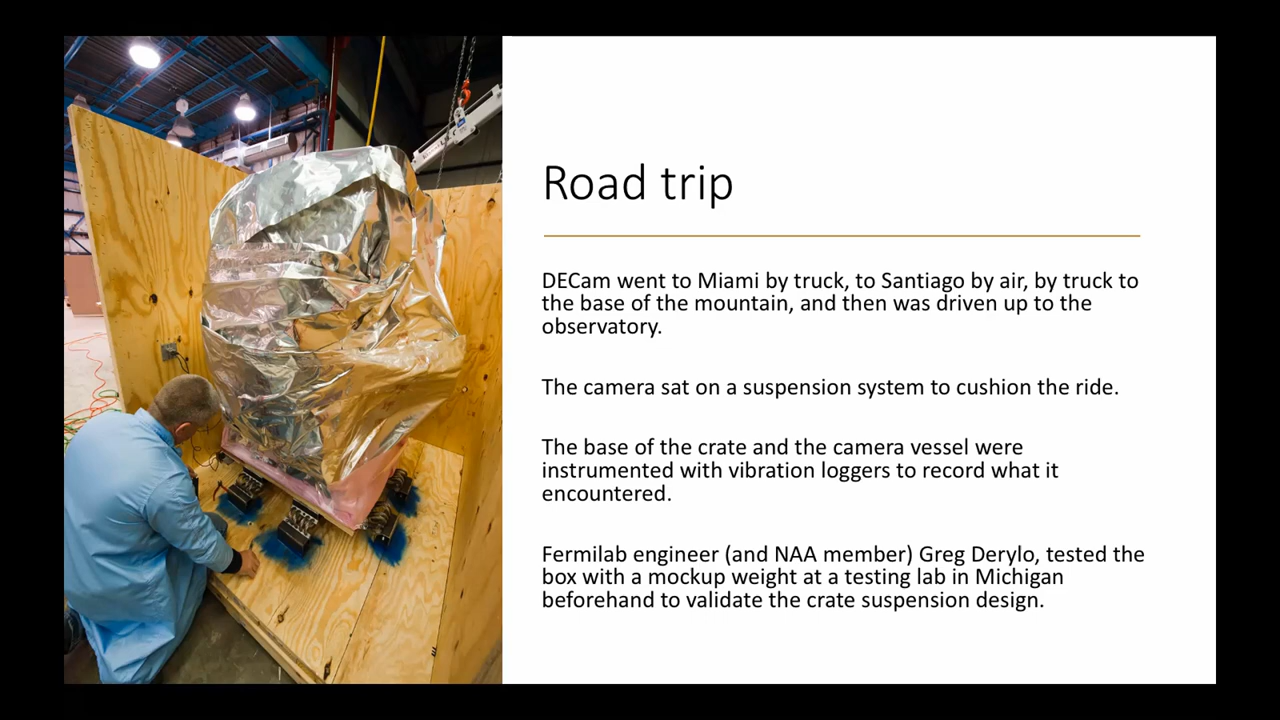 Road trip
DECam went to Miami by truck, to Santiago by air, by truck to
the base of the mountain, and then was driven up to the
observatory.
The camera sat on a suspension system to cushion the ride.
The base of the crate and the camera vessel were
instrumented with vibration loggers to record what it
encountered.
Fermilab engineer (and NAA member) Greg Derylo, tested the
box with a mockup weight at a testing lab in Michigan
beforehand to validate the crate suspension design.